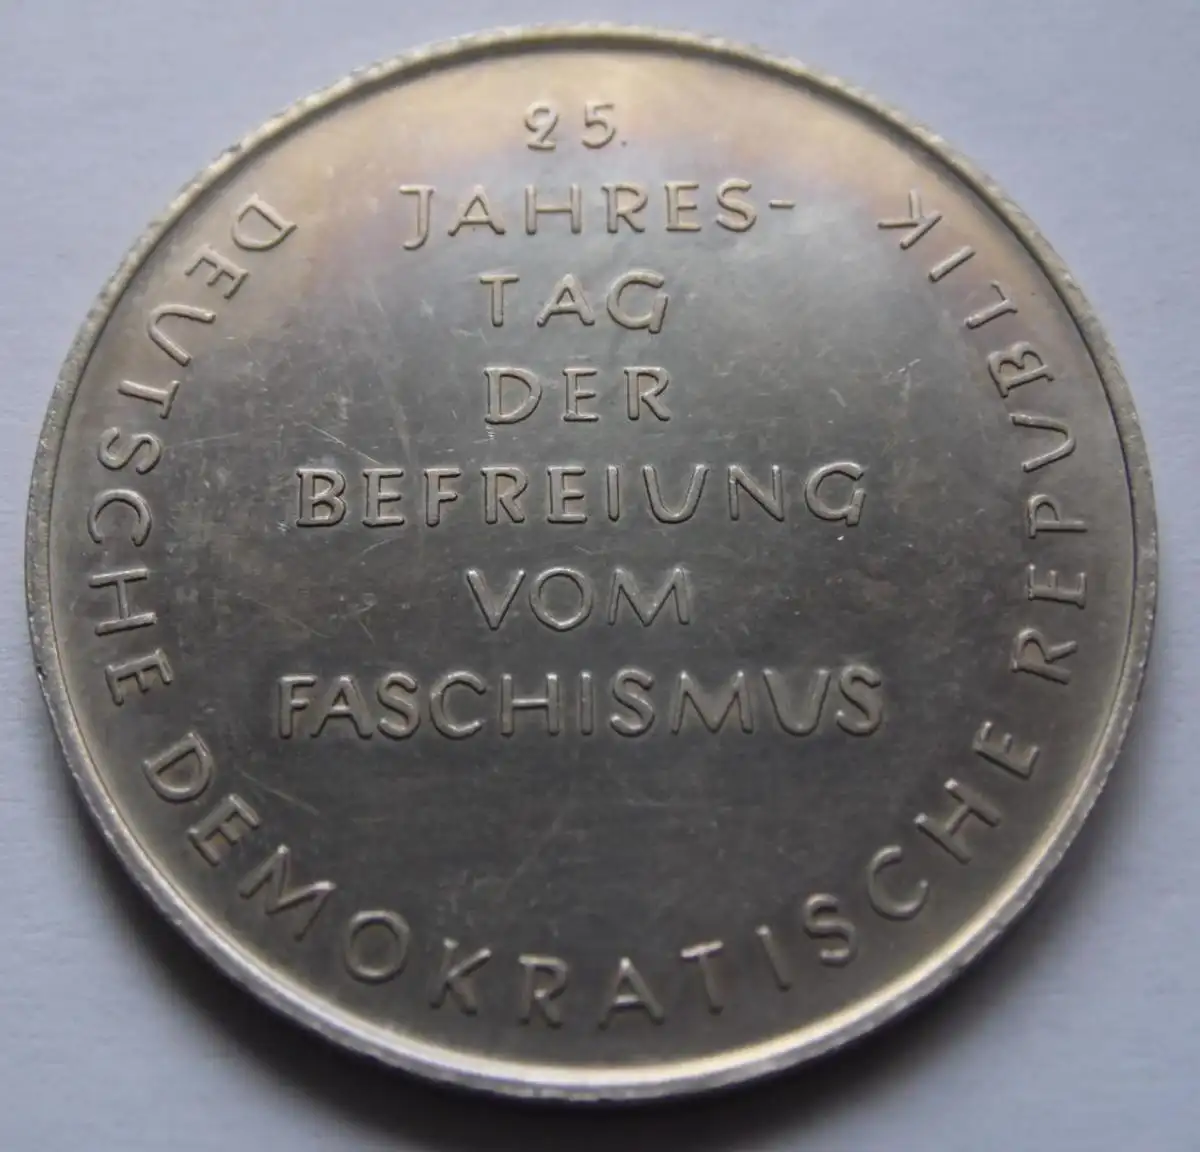 25.
JAHRES-
TAG
DER
BEFREIUNG
VOM
FASCHISMUS
DEUTSCHE DEMOKRATISCHE REPUBLIK